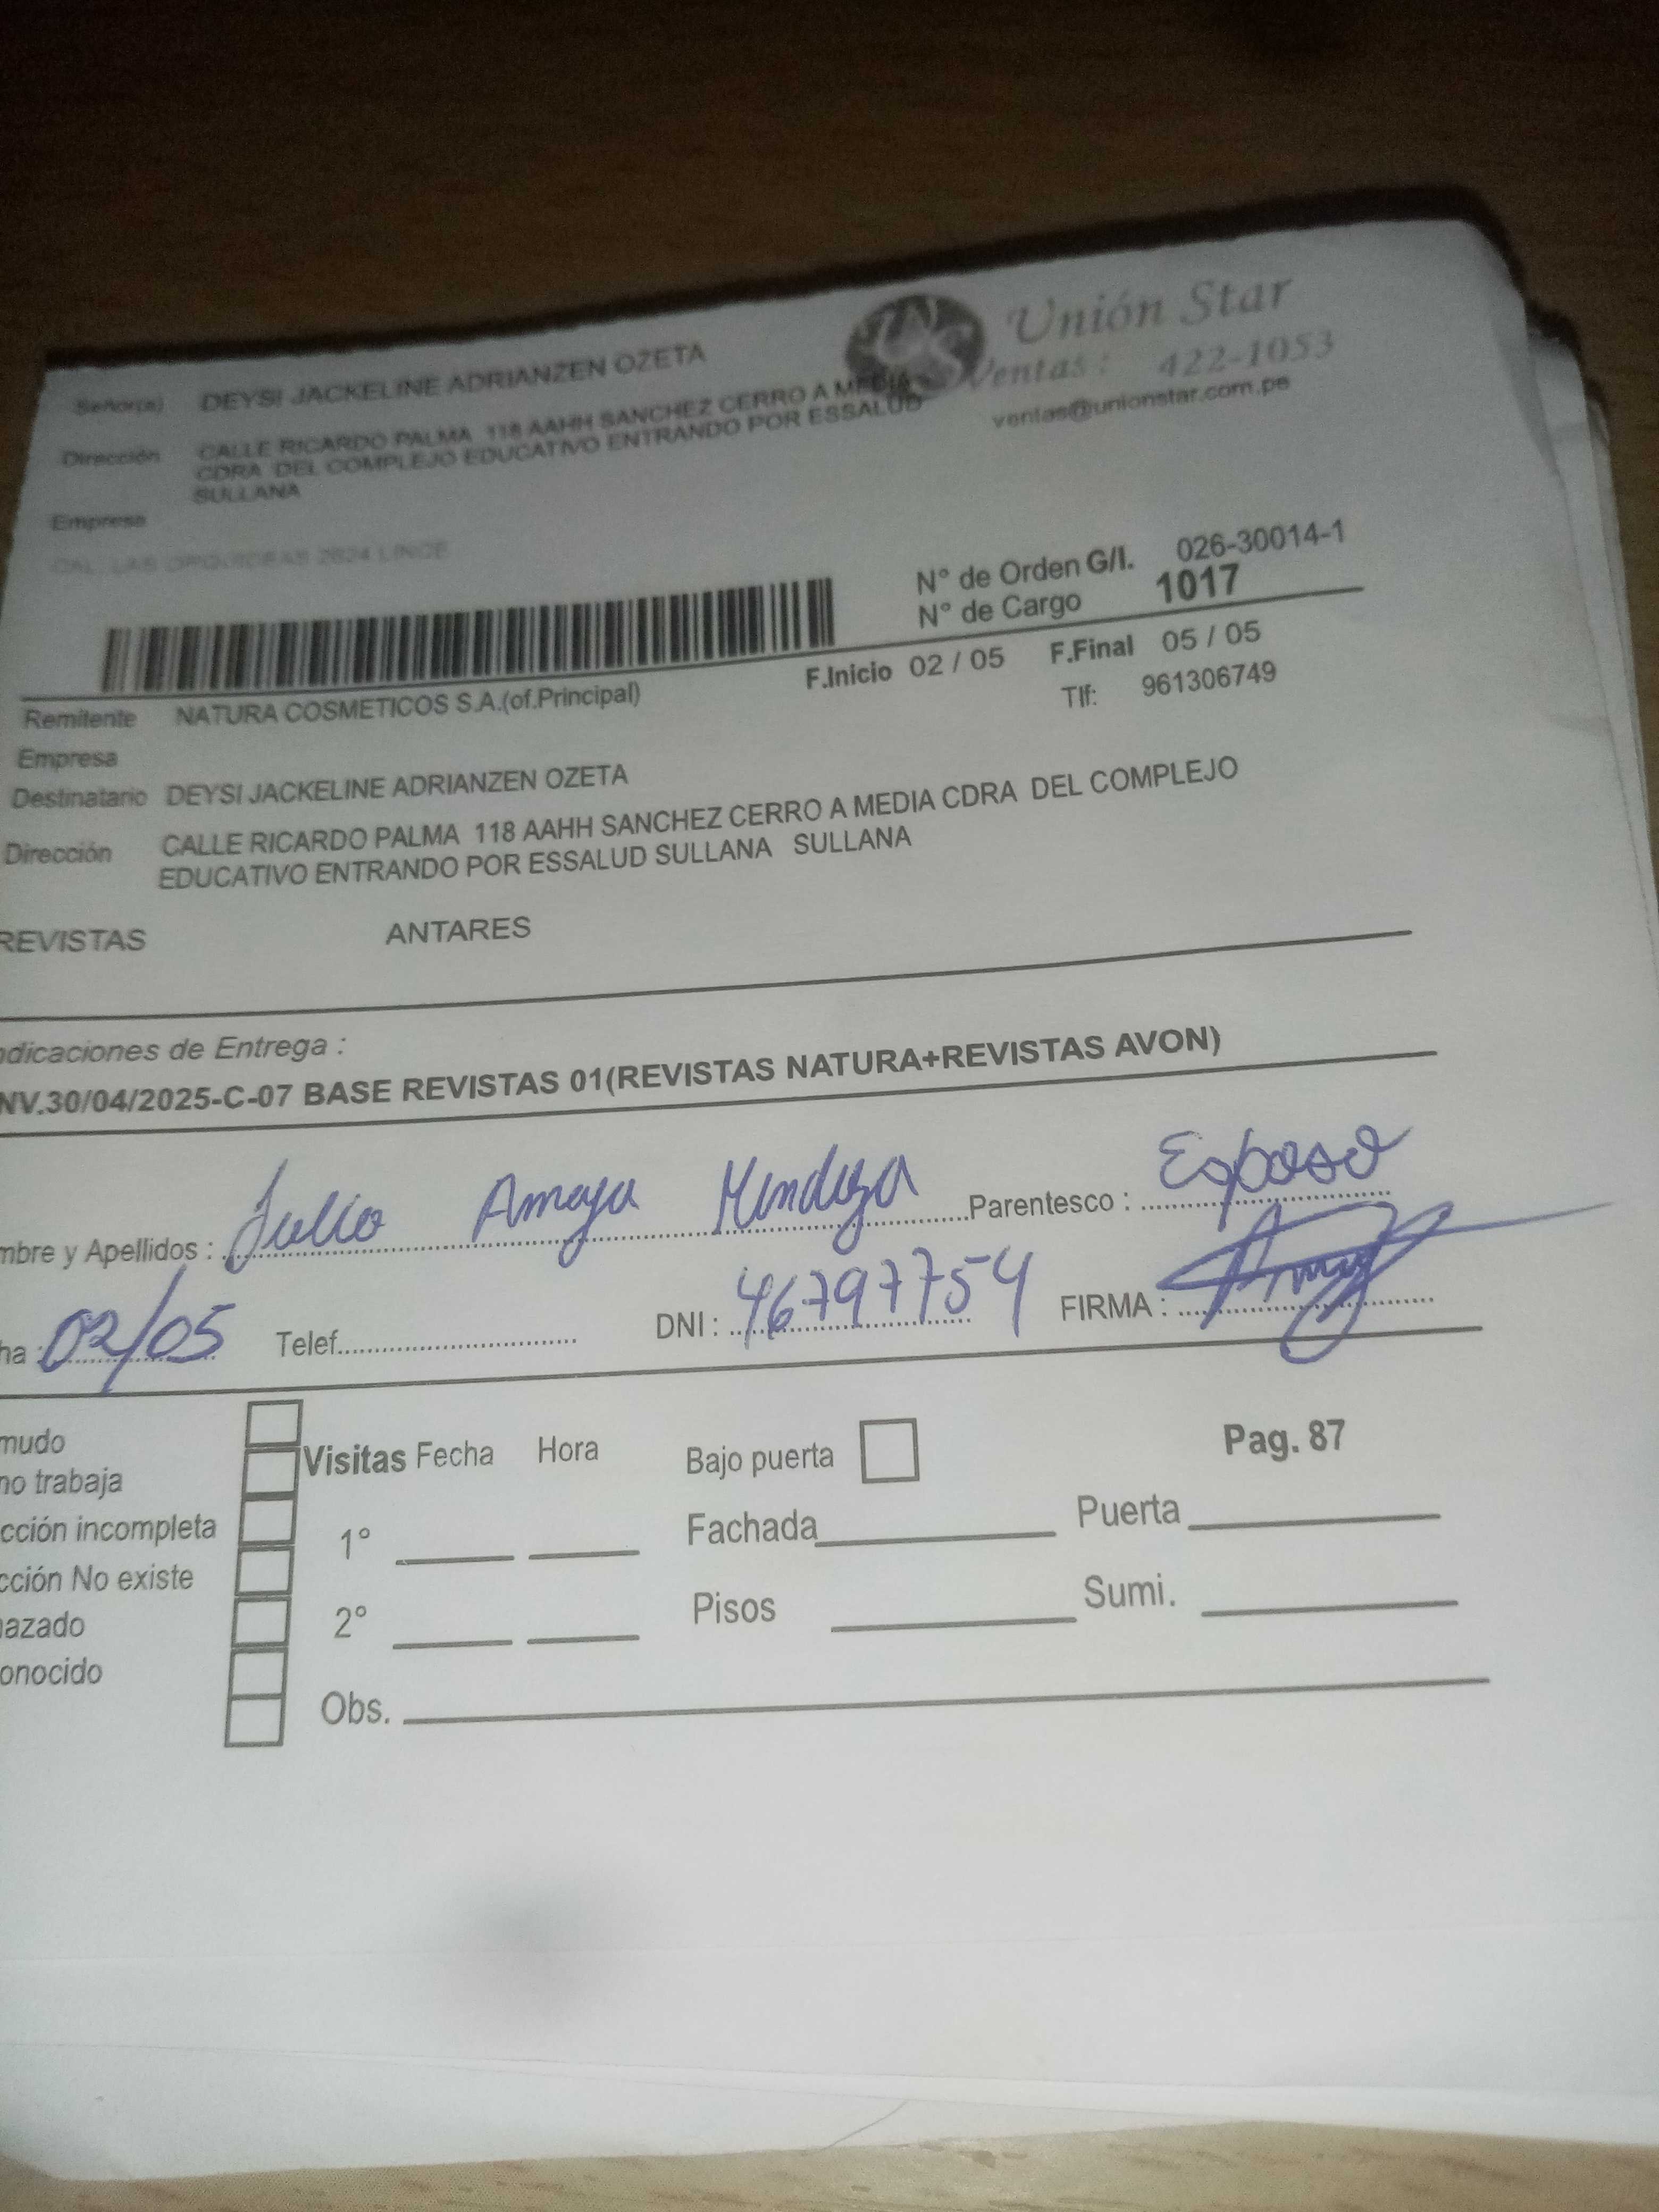 Unión Star
Ventas: 422-1053
ventas@unionstar.com.pe
Señor(a) DEYSI JACKELINE ADRIANZEN OZETA
Dirección CALLE RICARDO PALMA 118 AAHH SANCHEZ CERRO A MEDIA
CDRA DEL COMPLEJO EDUCATIVO ENTRANDO POR ESSALUD
SULLANA
Empresa
N° de Orden G/I. 026-30014-1
N° de Cargo 1017
F.Inicio 02 / 05 F.Final 05 / 05
Remitente NATURA COSMETICOS S.A.(of.Principal) Tlf: 961306749
Empresa
Destinatario DEYSI JACKELINE ADRIANZEN OZETA
Dirección CALLE RICARDO PALMA 118 AAHH SANCHEZ CERRO A MEDIA CDRA DEL COMPLEJO
EDUCATIVO ENTRANDO POR ESSALUD SULLANA SULLANA
REVISTAS ANTARES
ndicaciones de Entrega :
NV.30/04/2025-C-07 BASE REVISTAS 01(REVISTAS NATURA+REVISTAS AVON)
mbre y Apellidos : Julio Amaya Mendoza Parentesco : Esposo
ha : 02/05 Telef. DNI : 46797754 FIRMA :
mudo
no trabaja
cción incompleta
cción No existe
hazado
onocido
Visitas Fecha Hora Bajo puerta Pag. 87
1° Fachada Puerta
2° Pisos Sumi.
Obs.